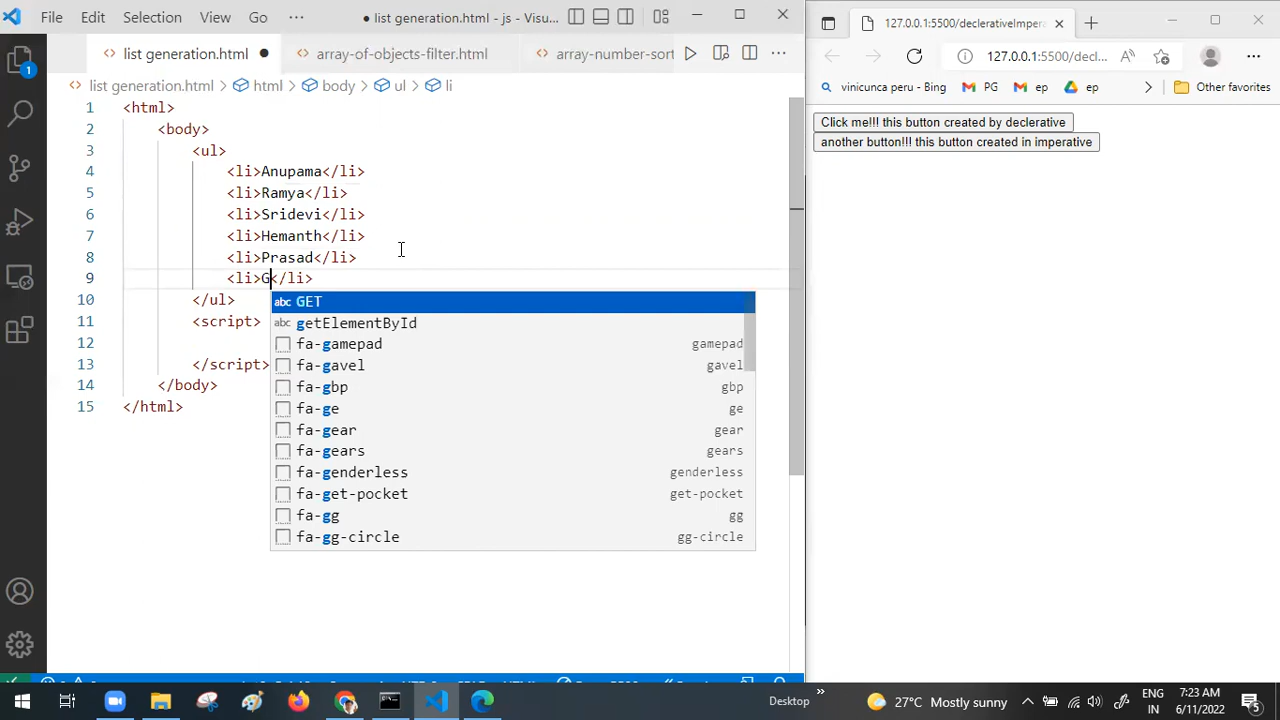 File Edit Selection View Go ··· ● list generation.html - js - Visu...
list generation.html ● array-of-objects-filter.html array-number-sort
list generation.html > html > body > ul > li
1 <html>
2 <body>
3 <ul>
4 <li>Anupama</li>
5 <li>Ramya</li>
6 <li>Sridevi</li>
7 <li>Hemanth</li>
8 <li>Prasad</li>
9 <li>G</li>
10 </ul>
11 <script>
12
13 </script>
14 </body>
15 </html>
abc GET
abc getElementById
fa-gamepad gamepad
fa-gavel gavel
fa-gbp gbp
fa-ge ge
fa-gear gear
fa-gears gears
fa-genderless genderless
fa-get-pocket get-pocket
fa-gg gg
fa-gg-circle gg-circle
1
127.0.0.1:5500/declerativeImpera
127.0.0.1:5500/decl...
vinicunca peru - Bing PG ep ep Other favorites
Click me!!! this button created by declerative
another button!!! this button created in imperative
Desktop 27°C Mostly sunny ENG IN 7:23 AM 6/11/2022 5